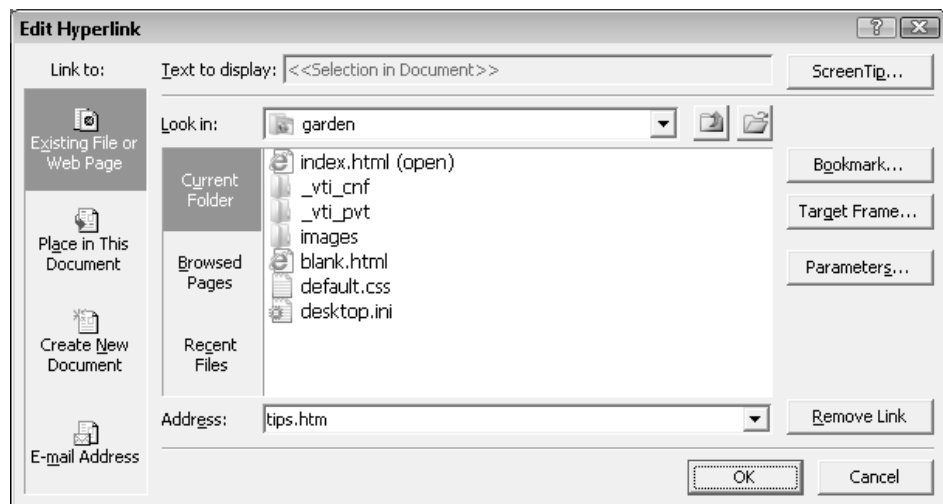 Edit Hyperlink
Link to:
Text to display: <<Selection in Document>>
ScreenTip...
Existing File or
Web Page
Look in: garden
Current
Folder
index.html (open)
_vti_cnf
_vti_pvt
images
blank.html
default.css
desktop.ini
Bookmark...
Target Frame...
Parameters...
Place in This
Document
Browsed
Pages
Create New
Document
Recent
Files
E-mail Address
Address: tips.htm
Remove Link
OK
Cancel